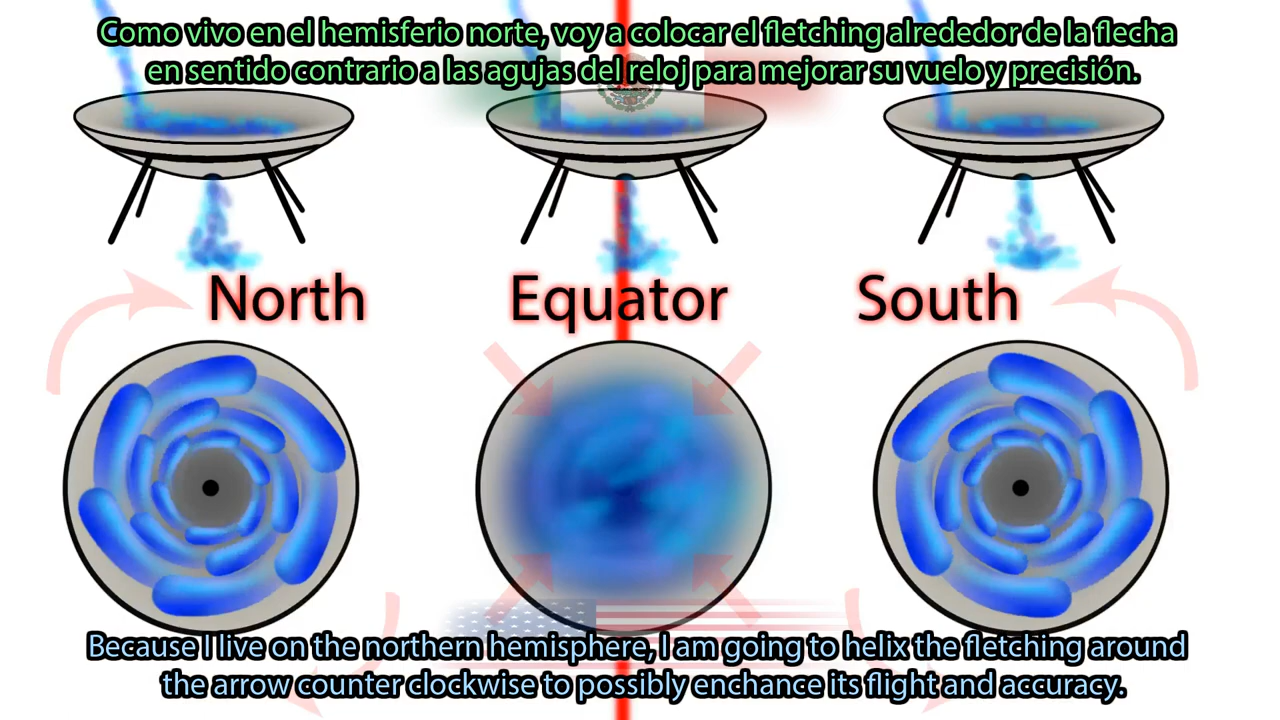 Como vivo en el hemisferio norte, voy a colocar el fletching alrededor de la flecha
en sentido contrario a las agujas del reloj para mejorar su vuelo y precisión.
North Equator South
Because I live on the northern hemisphere, I am going to helix the fletching around
the arrow counter clockwise to possibly enchance its flight and accuracy.